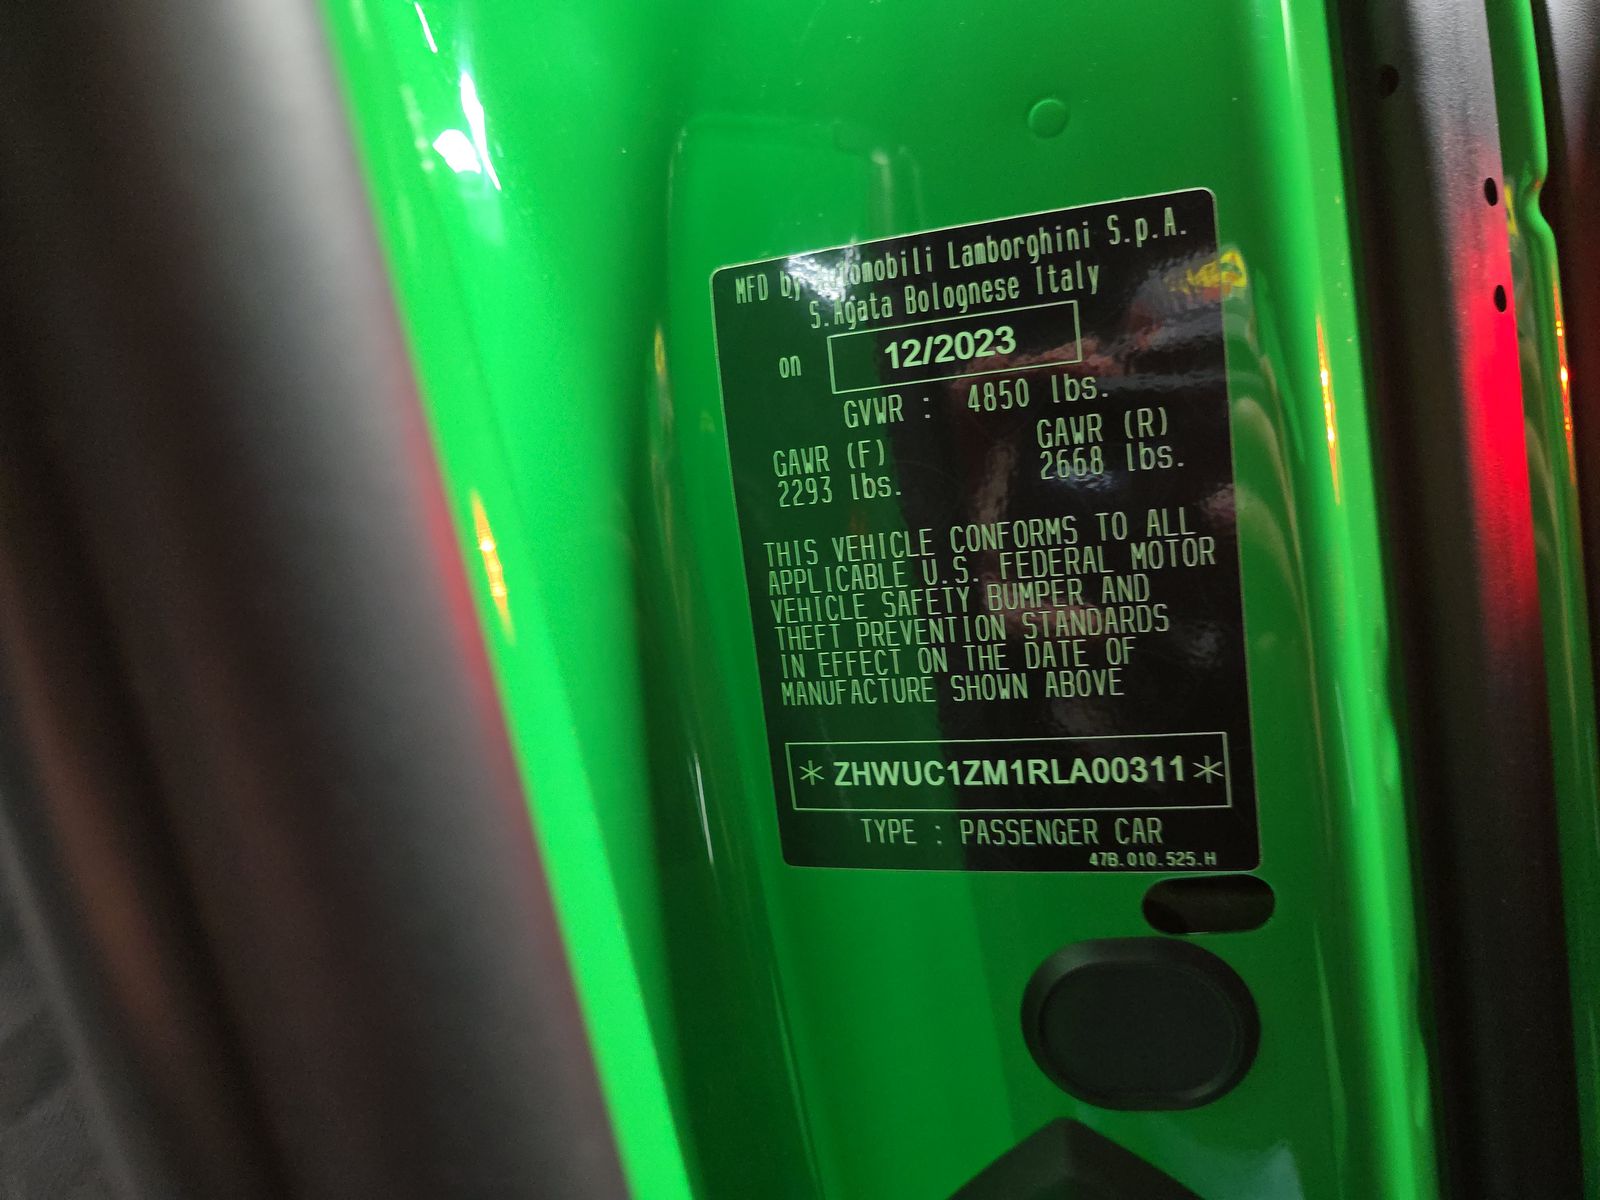 MFD by Automobili Lamborghini S.p.A.
S.Agata Bolognese Italy
on 12/2023
GVWR : 4850 lbs.
GAWR (F) GAWR (R)
2293 lbs. 2668 lbs.
THIS VEHICLE CONFORMS TO ALL
APPLICABLE U.S. FEDERAL MOTOR
VEHICLE SAFETY BUMPER AND
THEFT PREVENTION STANDARDS
IN EFFECT ON THE DATE OF
MANUFACTURE SHOWN ABOVE
* ZHWUC1ZM1RLA00311 *
TYPE : PASSENGER CAR
47B.010.525.H